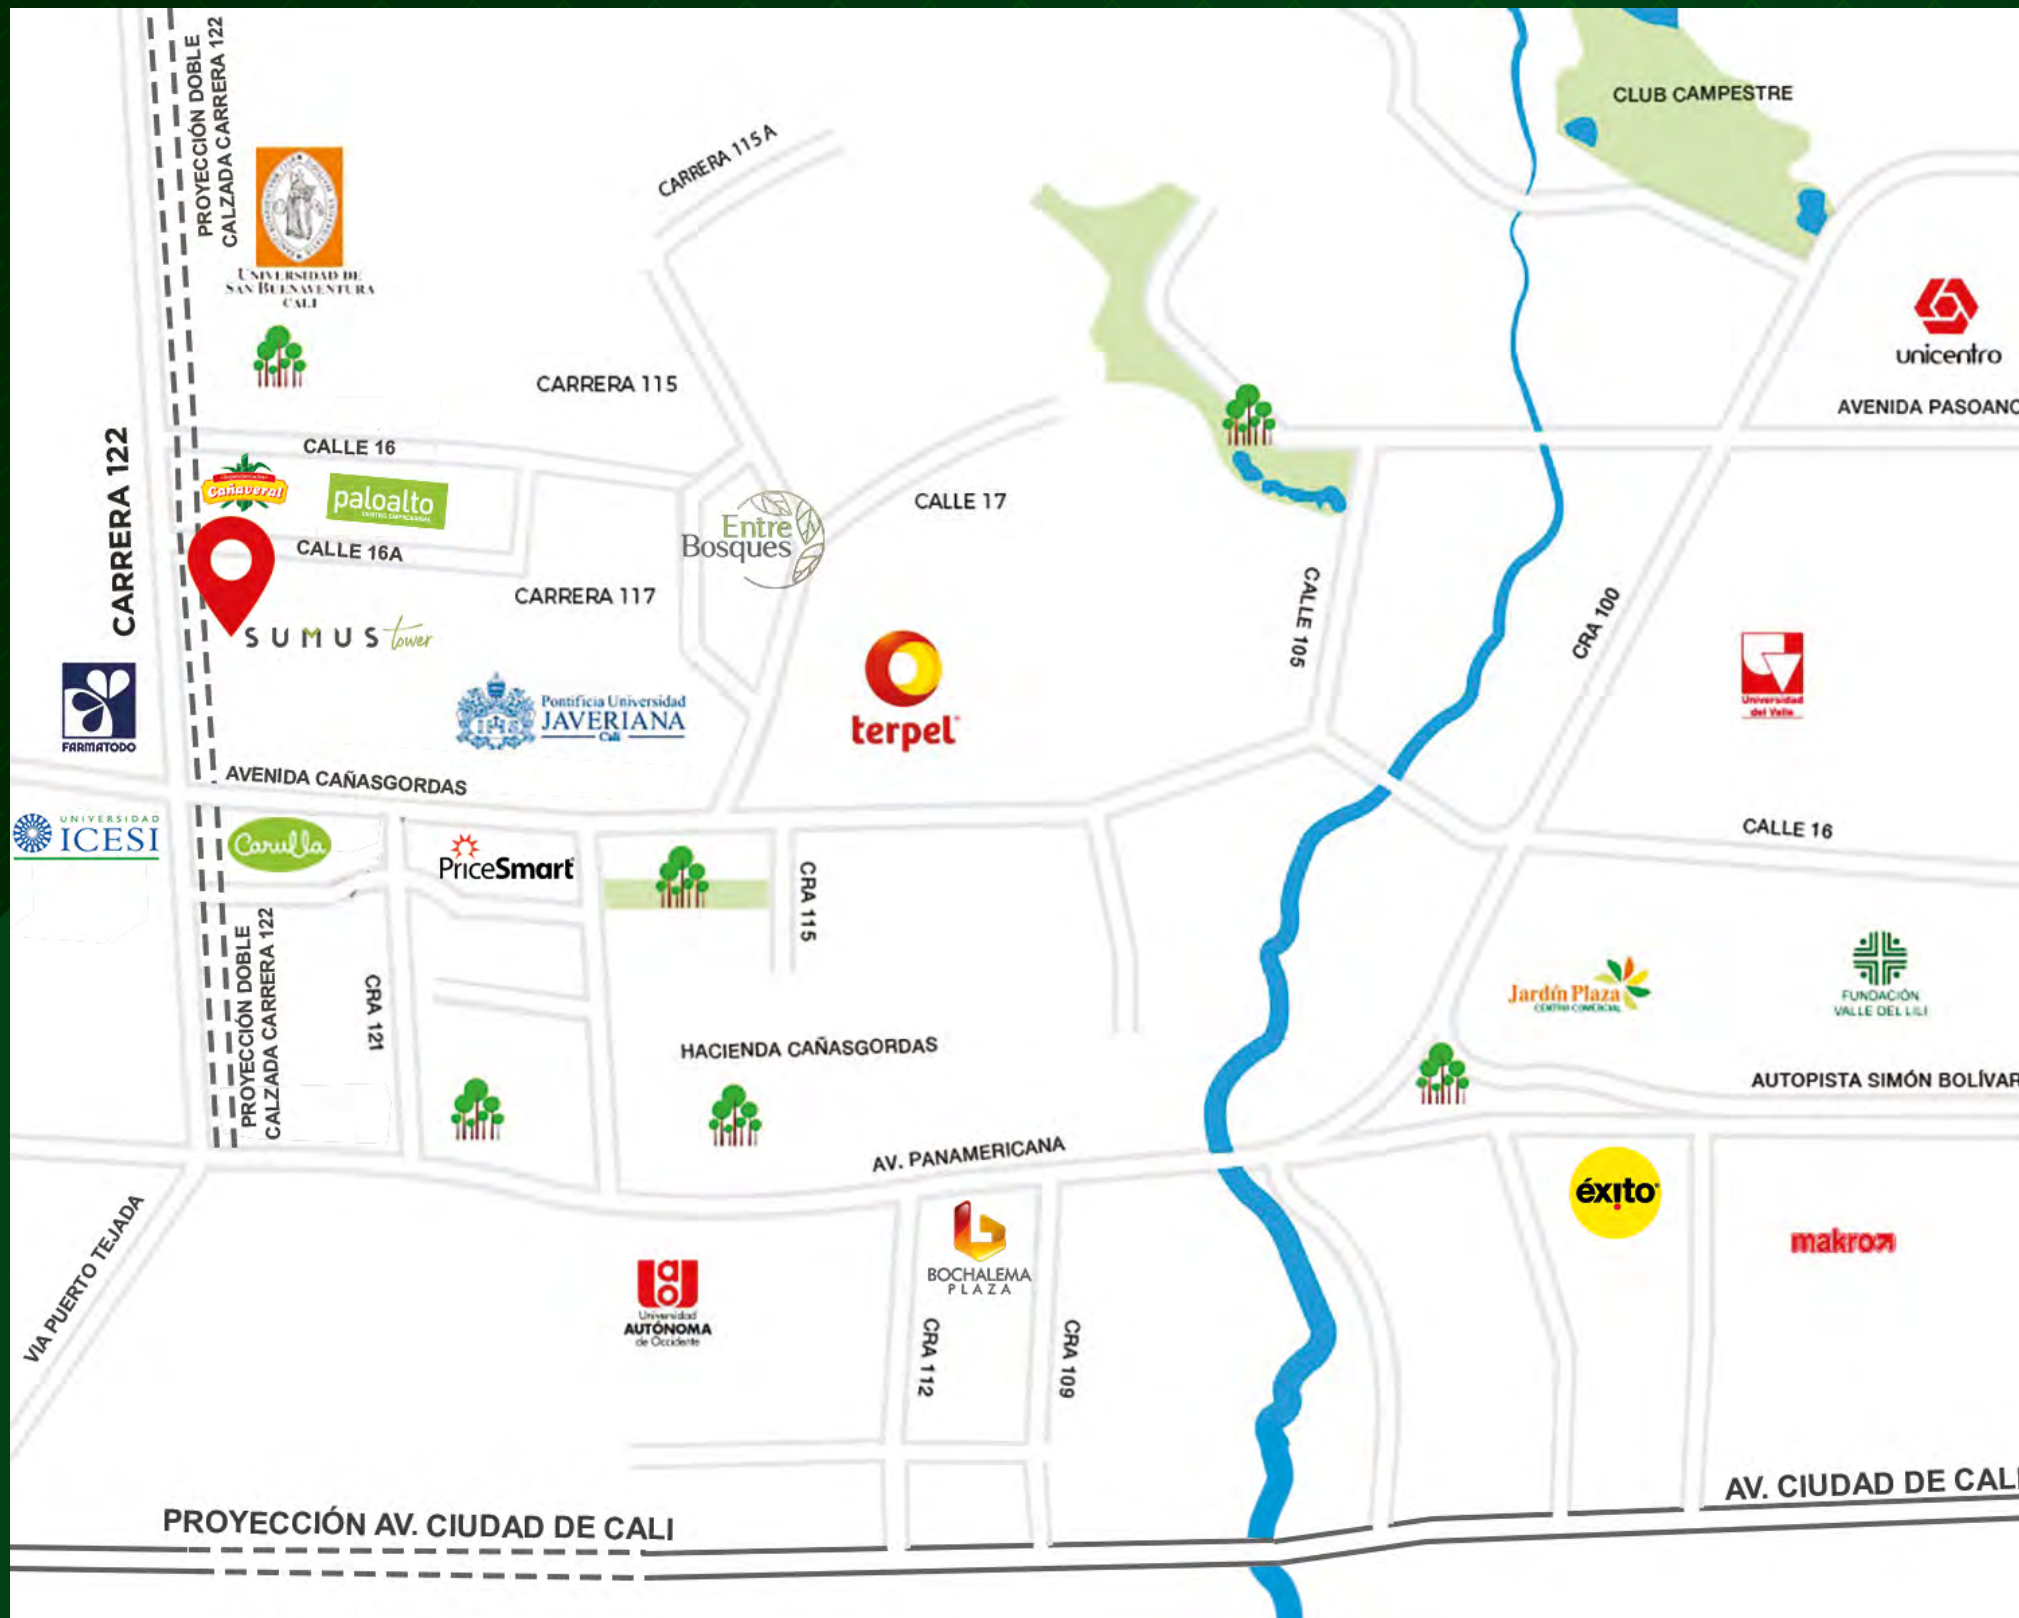 PROYECCIÓN DOBLE
CALZADA CARRERA 122
UNIVERSIDAD DE
SAN BUENAVENTURA
CALI
CARRERA 115 A
CLUB CAMPESTRE
unicentro
AVENIDA PASOANC
CARRERA 115
CARRERA 122
CALLE 16
Cañaveral
paloalto
CENTRO EMPRESARIAL
CALLE 16A
Entre
Bosques
CALLE 17
CARRERA 117
CALLE 105
CRA 100
SUMUS tower
FARMATODO
Pontificia Universidad
JAVERIANA
Cali
terpel
Universidad
del Valle
AVENIDA CAÑASGORDAS
UNIVERSIDAD
ICESI
Carulla
PriceSmart
CRA 115
CALLE 16
PROYECCIÓN DOBLE
CALZADA CARRERA 122
CRA 121
Jardín Plaza
CENTRO COMERCIAL
FUNDACIÓN
VALLE DEL LILI
HACIENDA CAÑASGORDAS
AUTOPISTA SIMÓN BOLÍVAR
AV. PANAMERICANA
VIA PUERTO TEJADA
éxito
makro
BOCHALEMA
PLAZA
Universidad
AUTÓNOMA
de Occidente
CRA 112
CRA 109
AV. CIUDAD DE CALI
PROYECCIÓN AV. CIUDAD DE CALI